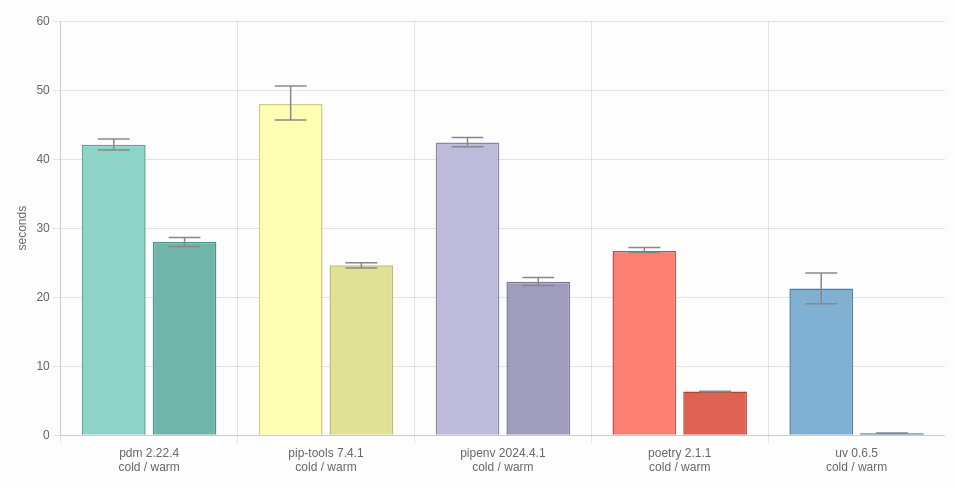 60
50
40
30
20
10
0
seconds
pdm 2.22.4
cold / warm
pip-tools 7.4.1
cold / warm
pipenv 2024.4.1
cold / warm
poetry 2.1.1
cold / warm
uv 0.6.5
cold / warm